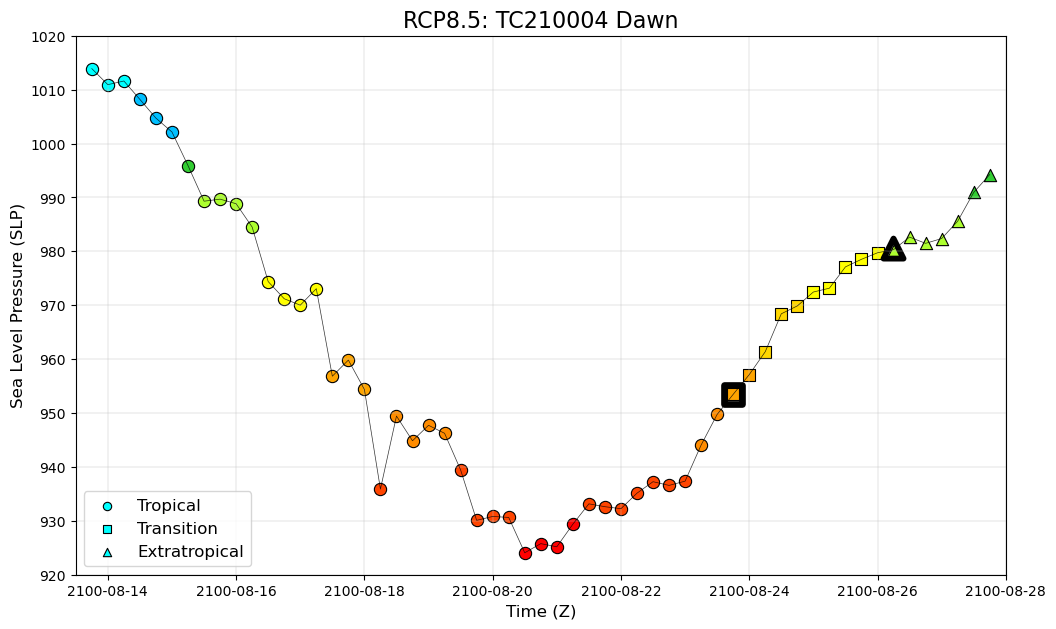 RCP8.5: TC210004 Dawn
Sea Level Pressure (SLP)
1020
1010
1000
990
980
970
960
950
940
930
920
Tropical
Transition
Extratropical
2100-08-14 2100-08-16 2100-08-18 2100-08-20 2100-08-22 2100-08-24 2100-08-26 2100-08-28
Time (Z)